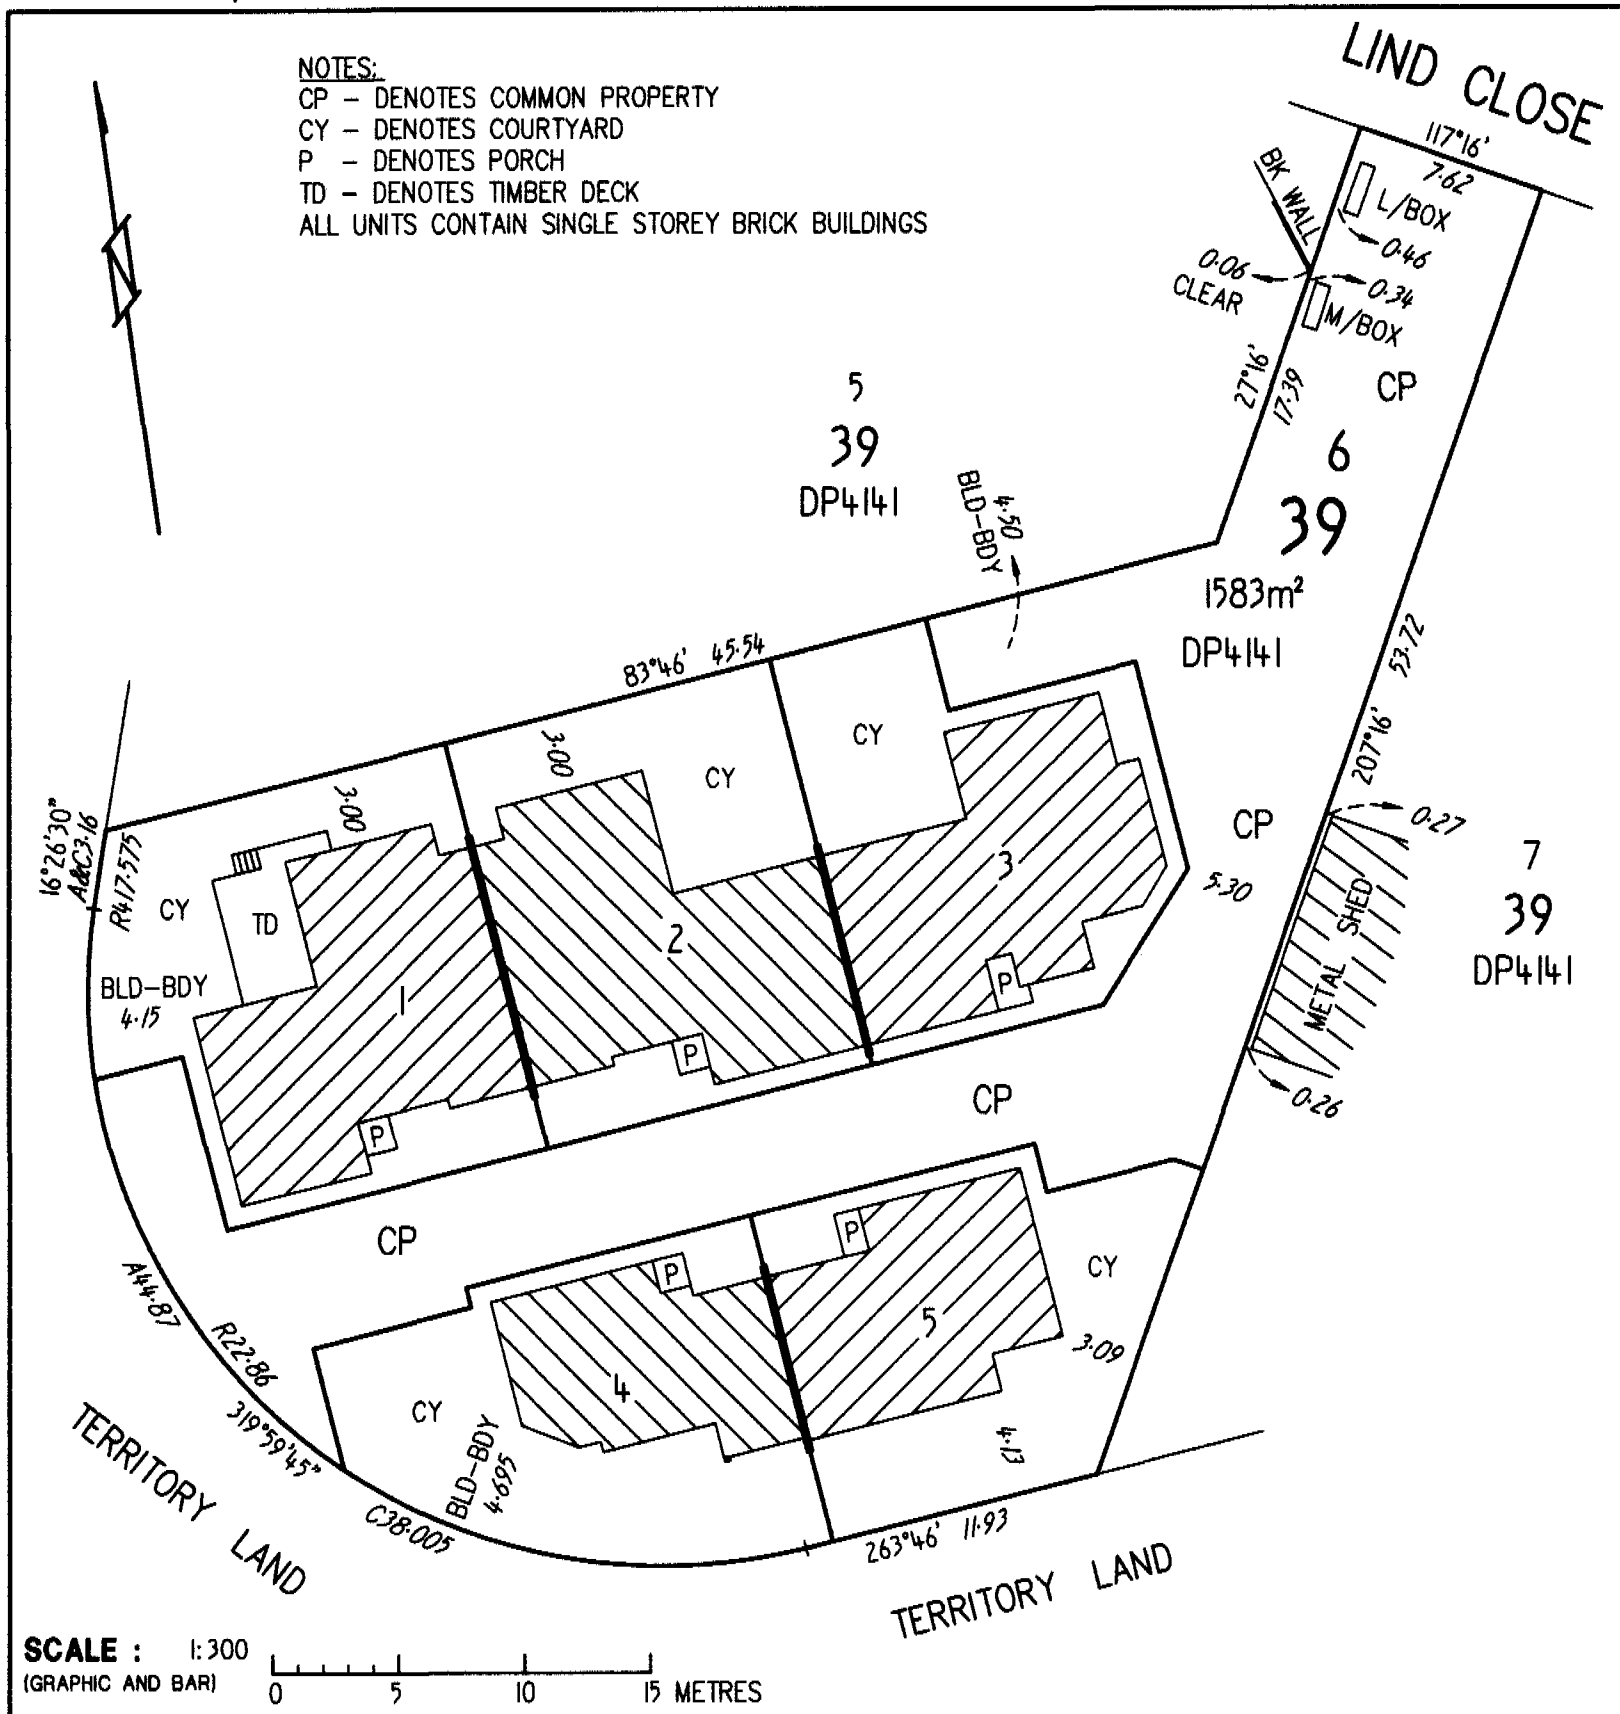 NOTES:
CP – DENOTES COMMON PROPERTY
CY – DENOTES COURTYARD
P – DENOTES PORCH
TD – DENOTES TIMBER DECK
ALL UNITS CONTAIN SINGLE STOREY BRICK BUILDINGS
LIND CLOSE
117°16'
7·62
BK WALL
L/BOX
0·46
0·06
CLEAR
0·34
M/BOX
27°16'
17·39
CP
6
39
1583m²
DP4141
5
39
DP4141
BLD-BDY
4·50
83°46' 45·54
53·72
207°16'
3·00
3·00
CY
CY
CP
0·27
7
39
DP4141
METAL SHED
5·30
0·26
16°26'30"
A&C3·16
R417·575
CY
TD
BLD-BDY
4·15
1
2
3
P
P
P
CP
CP
A44·87
R22·86
319°59'45"
C38·005
P
P
CY
4
5
3·09
CY
BLD-BDY
4·695
4·13
263°46' 11·93
TERRITORY LAND
TERRITORY LAND
SCALE : 1:300
(GRAPHIC AND BAR)
0 5 10 15 METRES